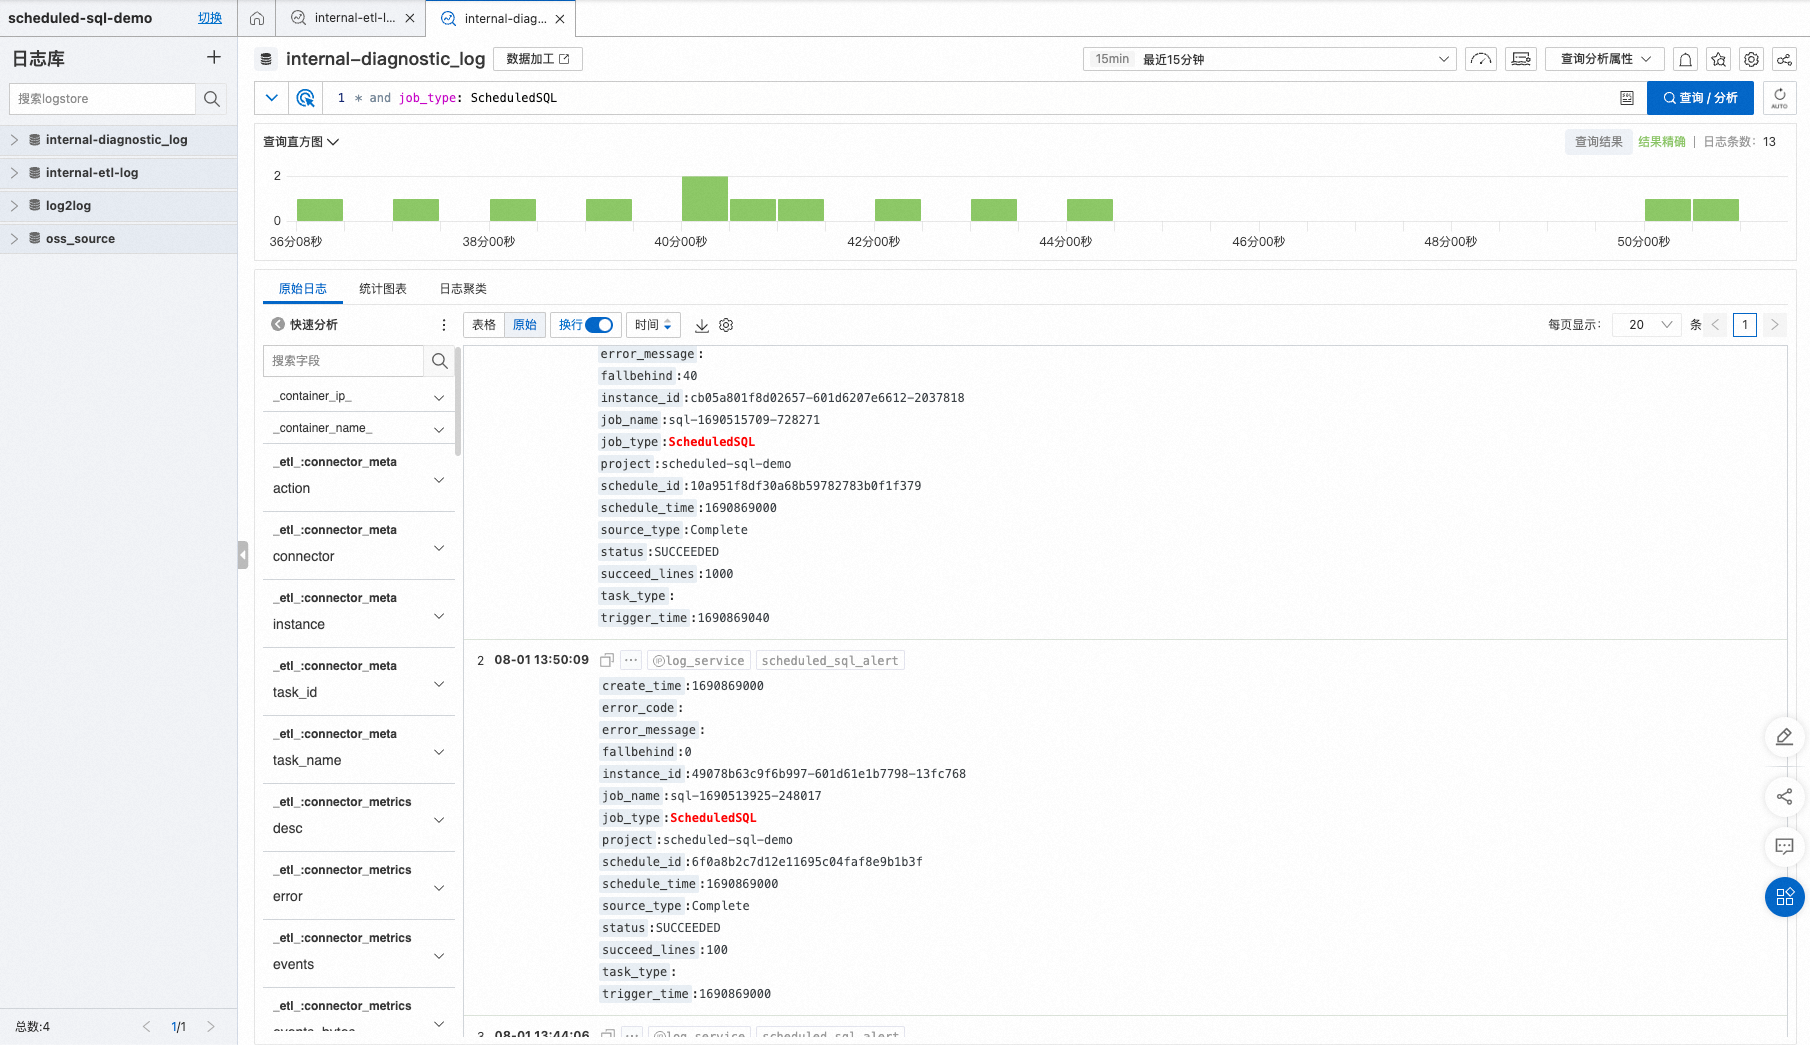 scheduled-sql-demo 切换
internal-etl-l...
internal-diag...
日志库
internal-diagnostic_log 数据加工
15min 最近15分钟 查询分析属性
搜索logstore
1 * and job_type: ScheduledSQL
查询 / 分析
AUTO
internal-diagnostic_log
internal-etl-log
log2log
oss_source
查询直方图
查询结果 结果精确 | 日志条数: 13
2
0
36分08秒 38分00秒 40分00秒 42分00秒 44分00秒 46分00秒 48分00秒 50分00秒
原始日志 统计图表 日志聚类
快速分析
表格 原始 换行 时间
每页显示: 20 条 1
搜索字段
_container_ip_
_container_name_
_etl_:connector_meta
action
_etl_:connector_meta
connector
_etl_:connector_meta
instance
_etl_:connector_meta
task_id
_etl_:connector_meta
task_name
_etl_:connector_metrics
desc
_etl_:connector_metrics
error
_etl_:connector_metrics
events
_etl_:connector_metrics
events_bytes
error_message :
fallbehind :40
instance_id :cb05a801f8d02657-601d6207e6612-2037818
job_name :sql-1690515709-728271
job_type :ScheduledSQL
project :scheduled-sql-demo
schedule_id :10a951f8df30a68b59782783b0f1f379
schedule_time :1690869000
source_type :Complete
status :SUCCEEDED
succeed_lines :1000
task_type :
trigger_time :1690869040
2 08-01 13:50:09 log_service scheduled_sql_alert
create_time :1690869000
error_code :
error_message :
fallbehind :0
instance_id :49078b63c9f6b997-601d61e1b7798-13fc768
job_name :sql-1690513925-248017
job_type :ScheduledSQL
project :scheduled-sql-demo
schedule_id :6f0a8b2c7d12e11695c04faf8e9b1b3f
schedule_time :1690869000
source_type :Complete
status :SUCCEEDED
succeed_lines :100
task_type :
trigger_time :1690869000
3 08-01 13:44:06 log_service scheduled_sql_alert
总数:4 1/1